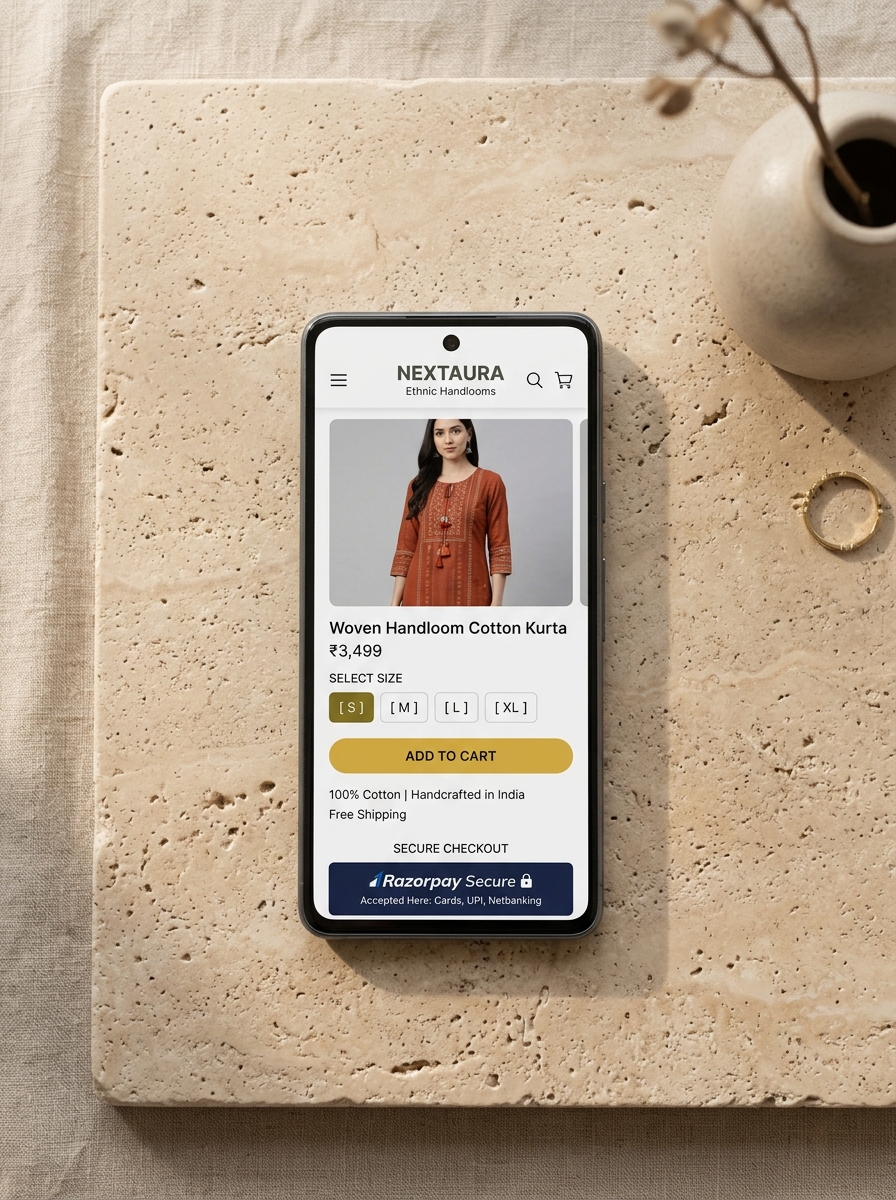 NEXTAURA
Ethnic Handlooms
Woven Handloom Cotton Kurta
₹3,499
SELECT SIZE
[ S ] [ M ] [ L ] [ XL ]
ADD TO CART
100% Cotton | Handcrafted in India
Free Shipping
SECURE CHECKOUT
Razorpay Secure
Accepted Here: Cards, UPI, Netbanking